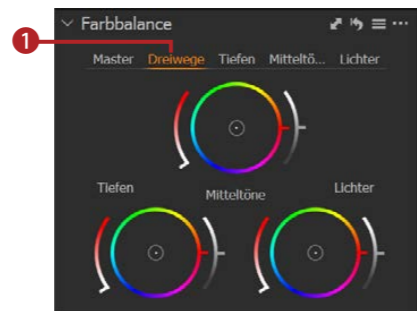 Farbbalance
1
Master Dreiwege Tiefen Mitteltö... Lichter
Tiefen Mitteltöne Lichter